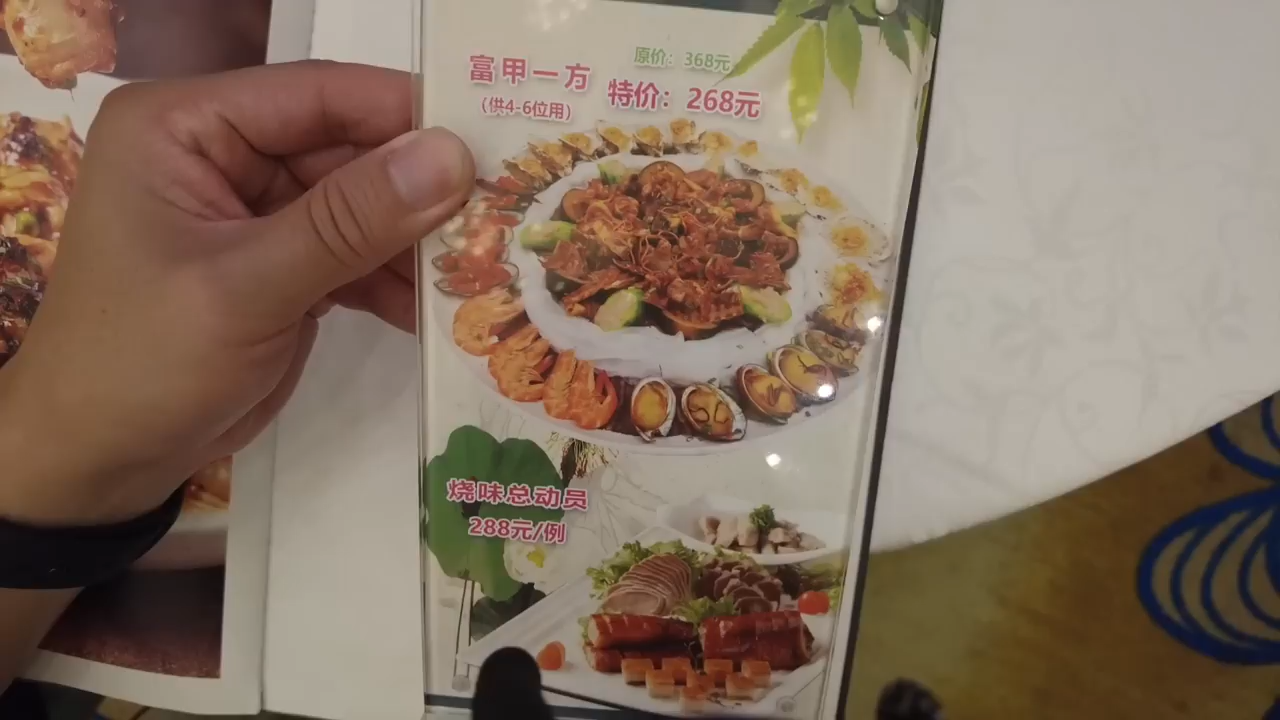 原价：368元
富甲一方
特价：268元
（供4-6位用）
烧味总动员
288元/例